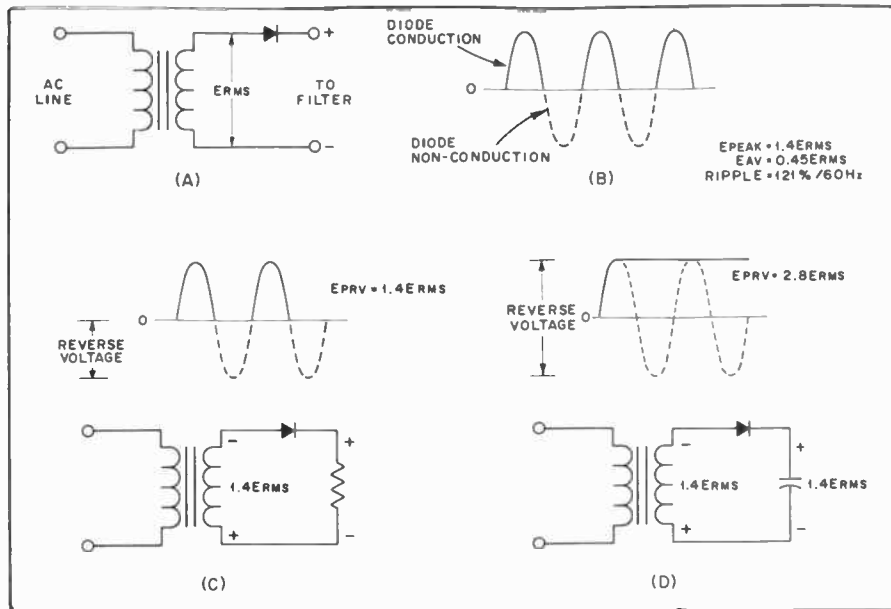 AC
LINE
ERMS
+
TO
FILTER
-
(A)
DIODE
CONDUCTION
O
DIODE
NON-CONDUCTION
EPEAK = 1.4ERMS
EAV = 0.45ERMS
RIPPLE = 121% / 60Hz
(B)
O
REVERSE
VOLTAGE
EPRV = 1.4ERMS
-
1.4ERMS
+
+
-
(C)
REVERSE
VOLTAGE
O
EPRV = 2.8ERMS
-
1.4ERMS
+
+
1.4ERMS
-
(D)